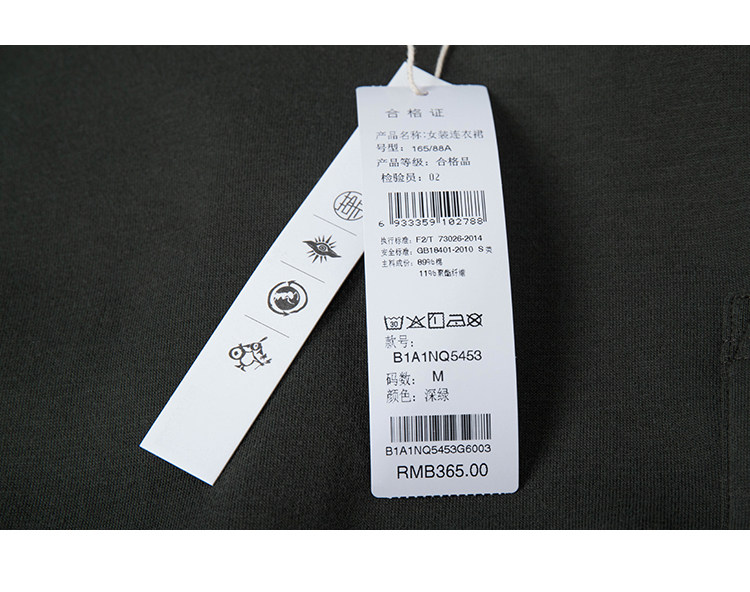 合格证
产品名称:女装连衣裙
号型: 165/88A
产品等级: 合格品
检验员: 02
6 933359 102788
执行标准: F2/T 73026-2014
安全标准: GB18401-2010 S 类
主料成份: 89%棉
11%聚酯纤维
30
款号:
B1A1NQ5453
码数: M
颜色: 深绿
B1A1NQ5453G6003
RMB365.00